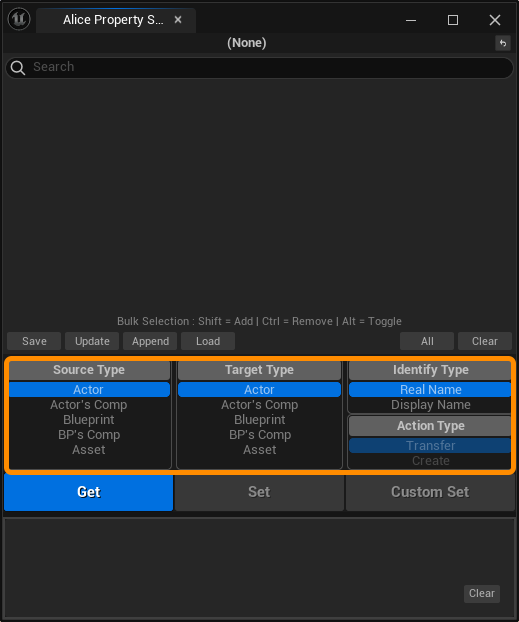 Alice Property S...
(None)
Search
Bulk Selection : Shift = Add | Ctrl = Remove | Alt = Toggle
Save Update Append Load All Clear
Source Type Target Type Identify Type
Actor Actor Real Name
Actor's Comp Actor's Comp Display Name
Blueprint Blueprint Action Type
BP's Comp BP's Comp Transfer
Asset Asset Create
Get Set Custom Set
Clear